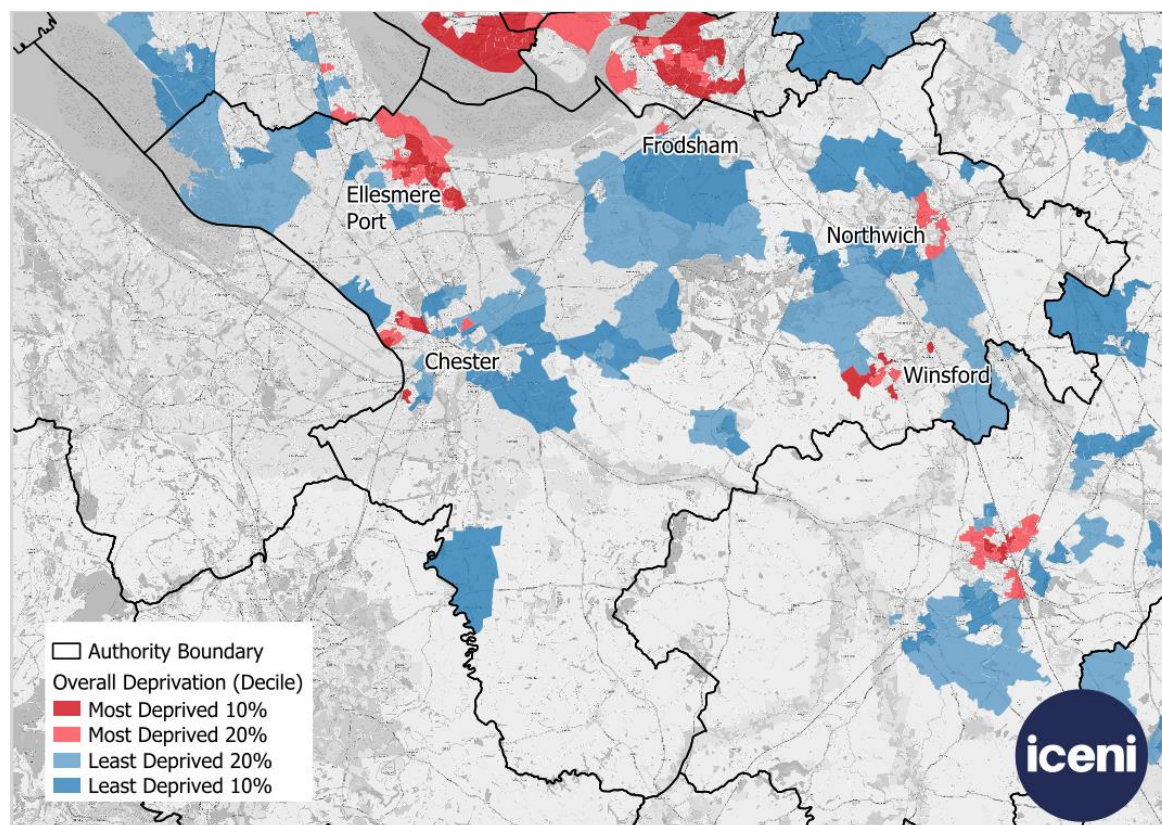 Frodsham
Ellesmere
Port
Northwich
Chester
Winsford
Authority Boundary
Overall Deprivation (Decile)
Most Deprived 10%
Most Deprived 20%
Least Deprived 20%
Least Deprived 10%
iceni